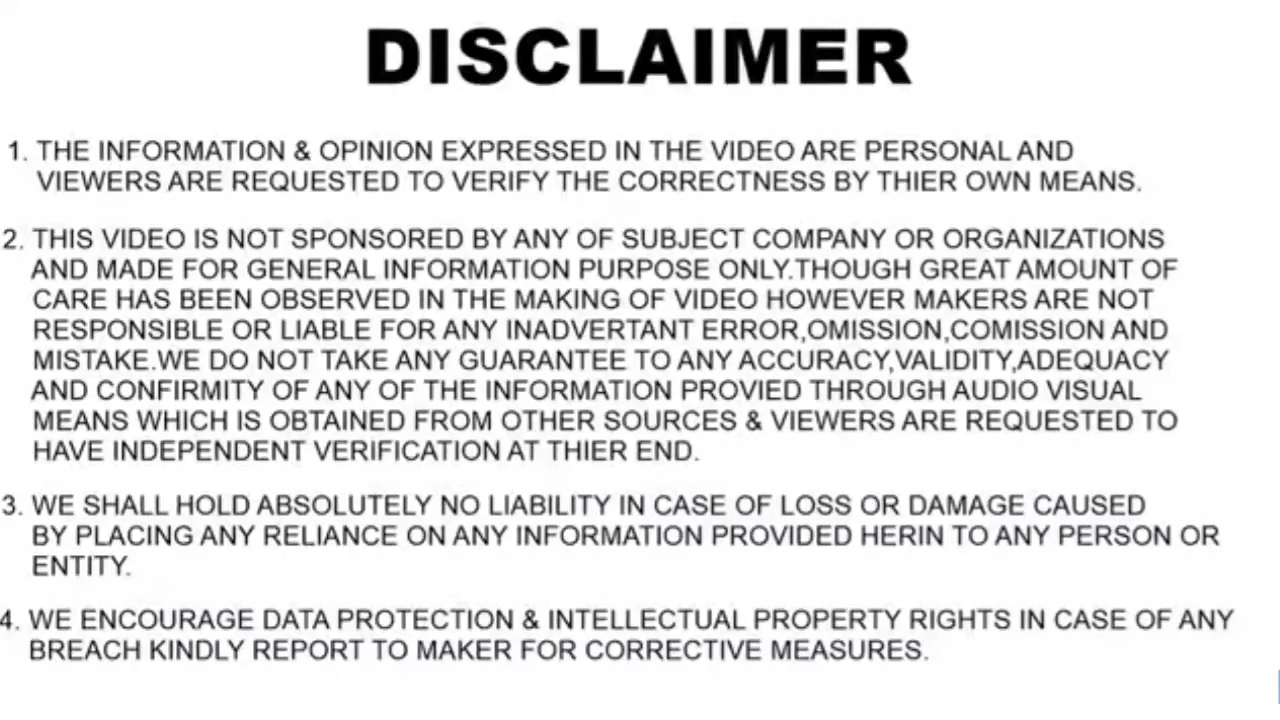 DISCLAIMER
1. THE INFORMATION & OPINION EXPRESSED IN THE VIDEO ARE PERSONAL AND
VIEWERS ARE REQUESTED TO VERIFY THE CORRECTNESS BY THIER OWN MEANS.
2. THIS VIDEO IS NOT SPONSORED BY ANY OF SUBJECT COMPANY OR ORGANIZATIONS
AND MADE FOR GENERAL INFORMATION PURPOSE ONLY.THOUGH GREAT AMOUNT OF
CARE HAS BEEN OBSERVED IN THE MAKING OF VIDEO HOWEVER MAKERS ARE NOT
RESPONSIBLE OR LIABLE FOR ANY INADVERTANT ERROR,OMISSION,COMISSION AND
MISTAKE.WE DO NOT TAKE ANY GUARANTEE TO ANY ACCURACY,VALIDITY,ADEQUACY
AND CONFIRMITY OF ANY OF THE INFORMATION PROVIED THROUGH AUDIO VISUAL
MEANS WHICH IS OBTAINED FROM OTHER SOURCES & VIEWERS ARE REQUESTED TO
HAVE INDEPENDENT VERIFICATION AT THIER END.
3. WE SHALL HOLD ABSOLUTELY NO LIABILITY IN CASE OF LOSS OR DAMAGE CAUSED
BY PLACING ANY RELIANCE ON ANY INFORMATION PROVIDED HERIN TO ANY PERSON OR
ENTITY.
4. WE ENCOURAGE DATA PROTECTION & INTELLECTUAL PROPERTY RIGHTS IN CASE OF ANY
BREACH KINDLY REPORT TO MAKER FOR CORRECTIVE MEASURES.